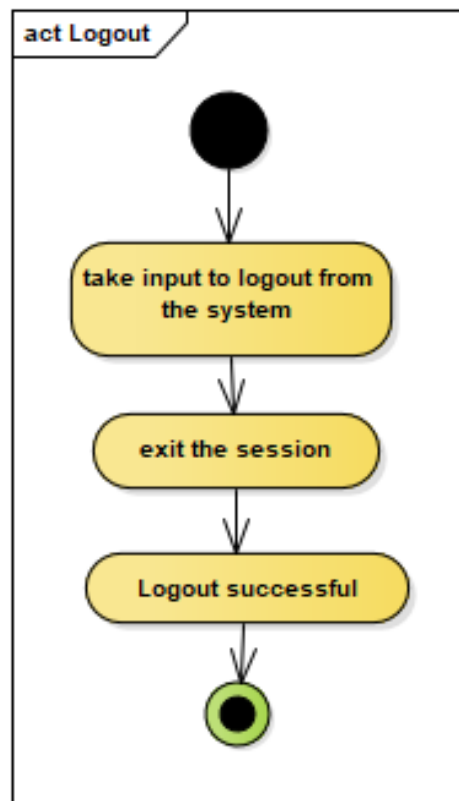 act Logout
take input to logout from
the system
exit the session
Logout successful